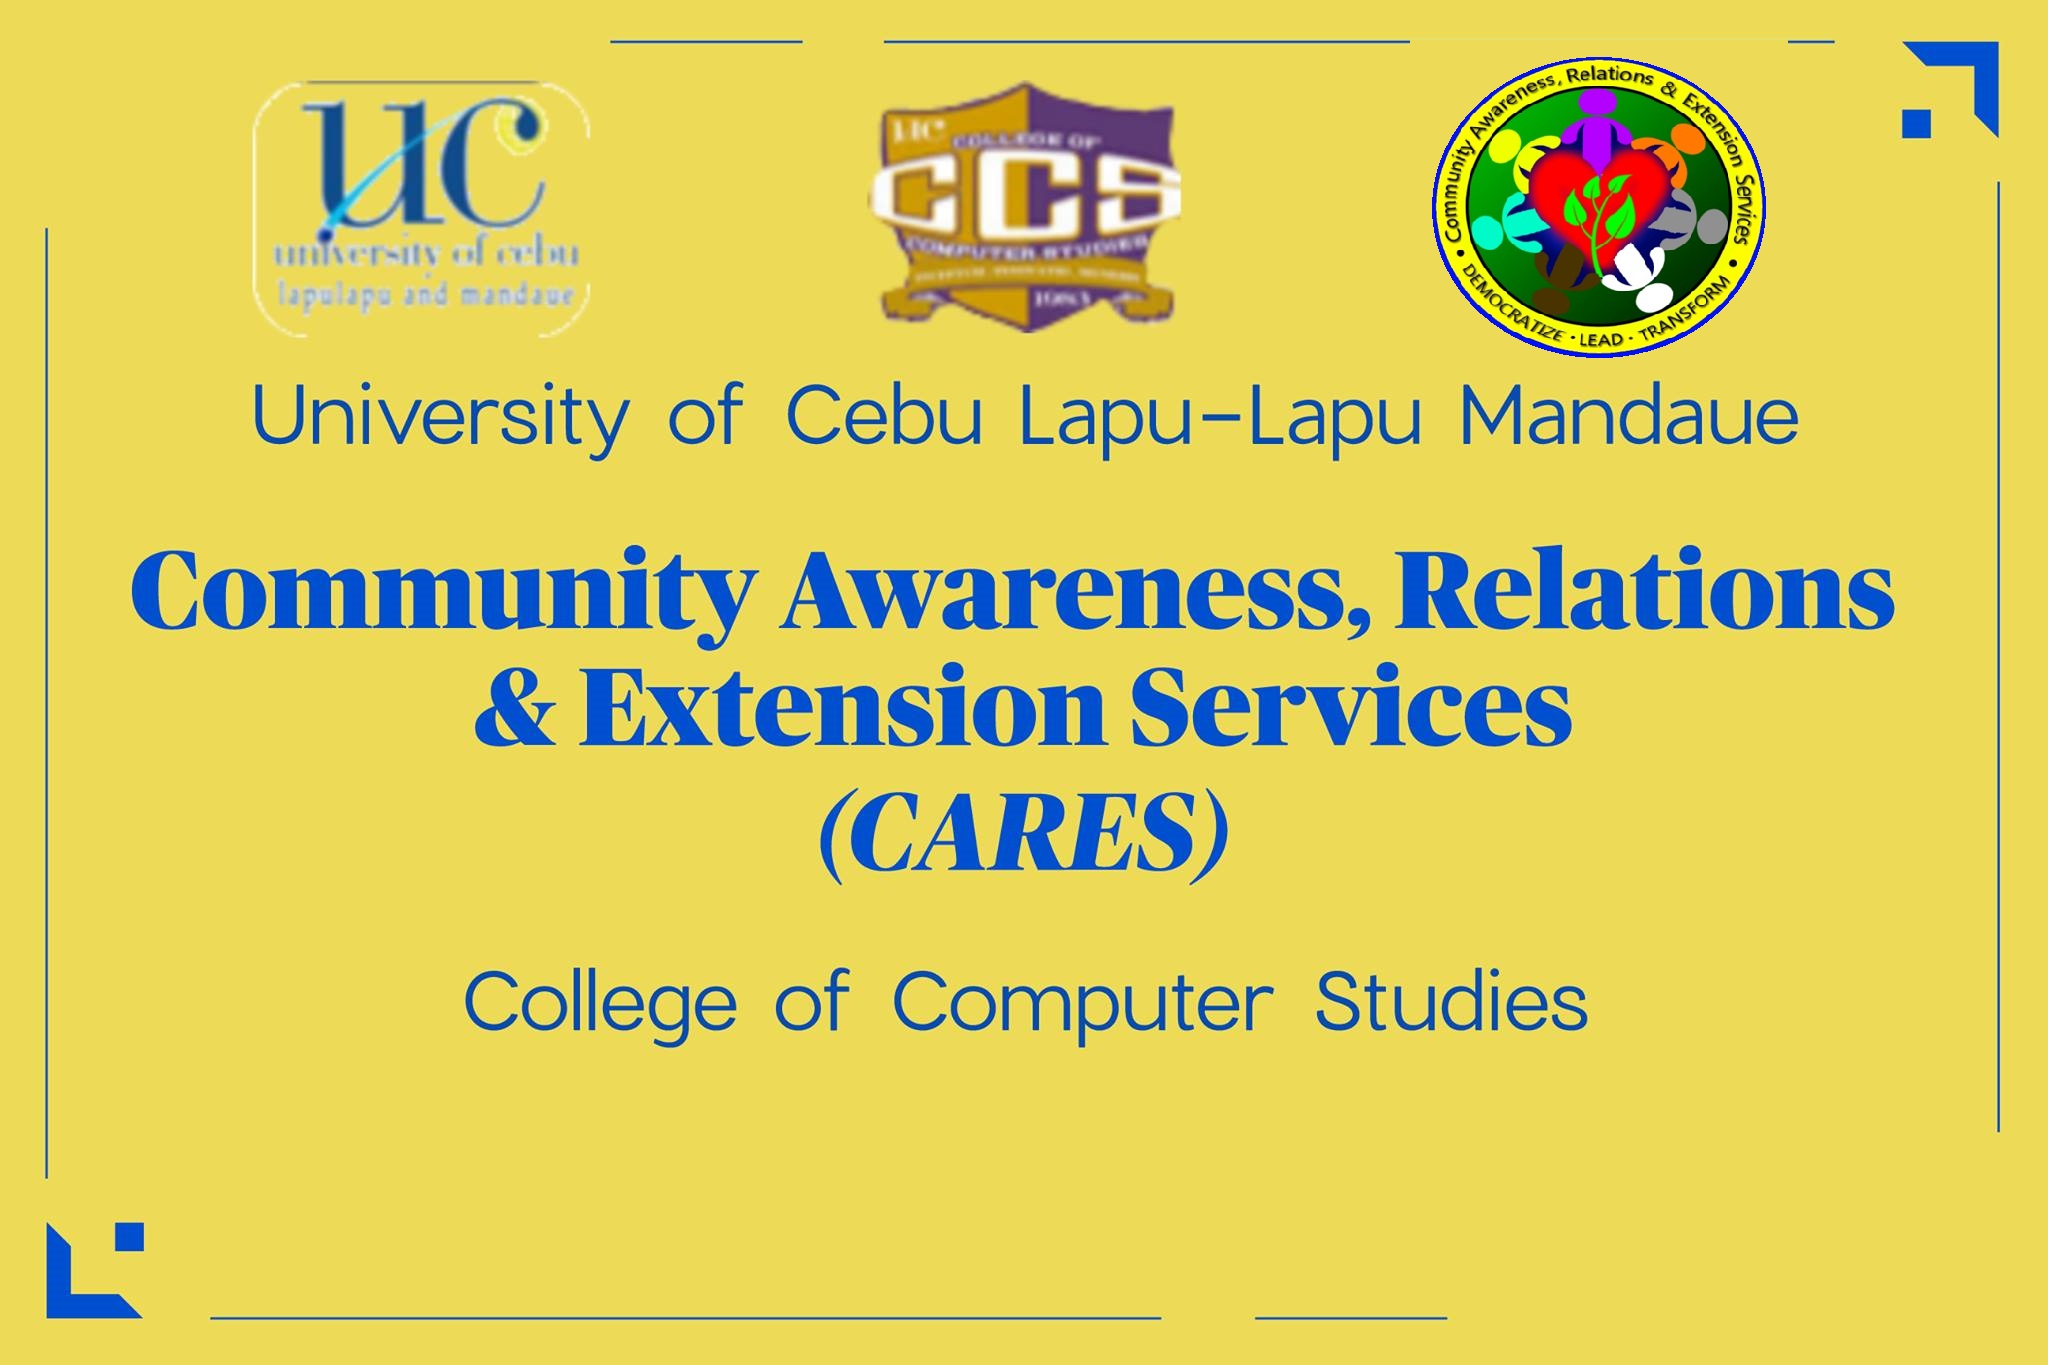 uc
university of cebu
lapulapu and mandaue
UC
COLLEGE OF
CCS
COMPUTER STUDIES
1983
• Community Awareness, Relations & Extension Services •
DEMOCRATIZE • LEAD • TRANSFORM
University of Cebu Lapu-Lapu Mandaue
Community Awareness, Relations
& Extension Services
(CARES)
College of Computer Studies